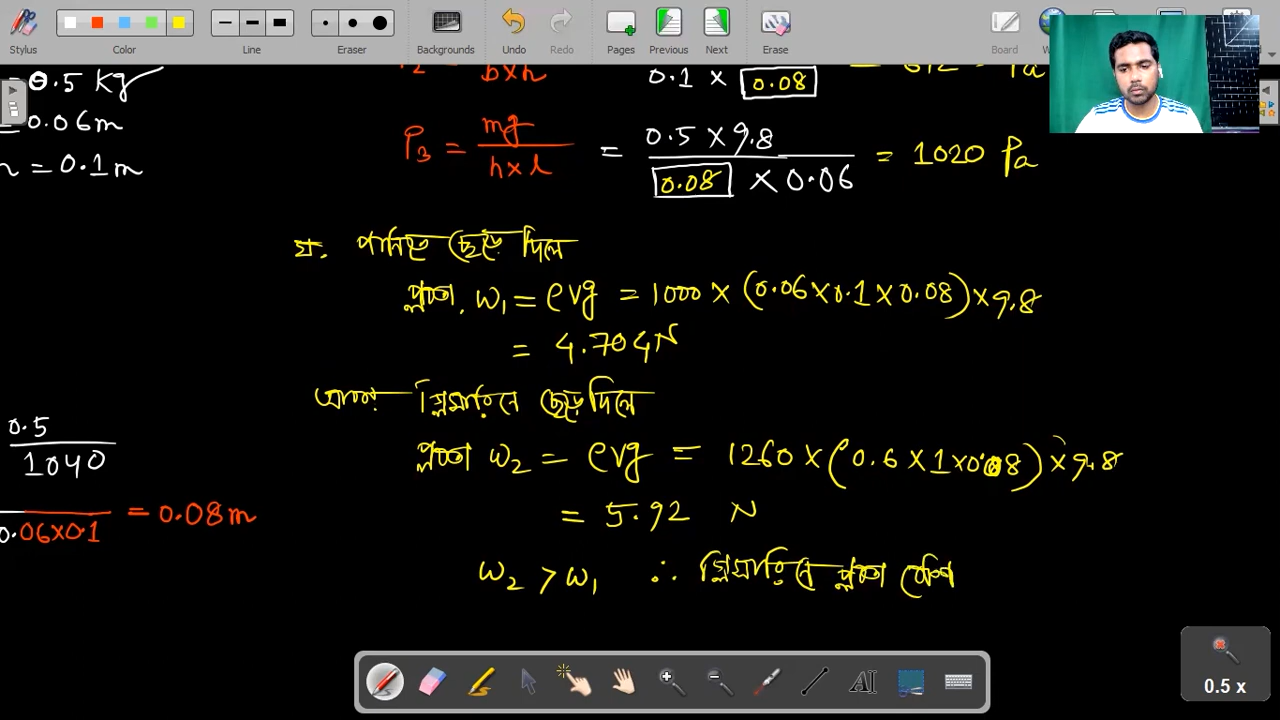 Stylus Color Line Eraser Backgrounds Undo Redo Pages Previous Next Erase Board
= 0.5 Kg
= 0.06m
h = 0.1 m
b×h
0.1 × 0.08
P₃ = mg / h×l = 0.5 × 9.8 / 0.08 × 0.06 = 1020 Pa
ঘ. পানিতে ছেড়ে দিলে
প্লবতা, W₁ = ρvg = 1000 × (0.06×0.1×0.08)×9.8
= 4.704N
আবার গ্লিসারিনে ছেড়ে দিলে
প্লবতা W₂ = ρvg = 1260 × (0.6×1×0.08)×9.8
= 5.92 N
W₂ > W₁ ∴ গ্লিসারিনে প্লবতা বেশি
0.5
1040
0.06×0.1 = 0.08m
0.5 x